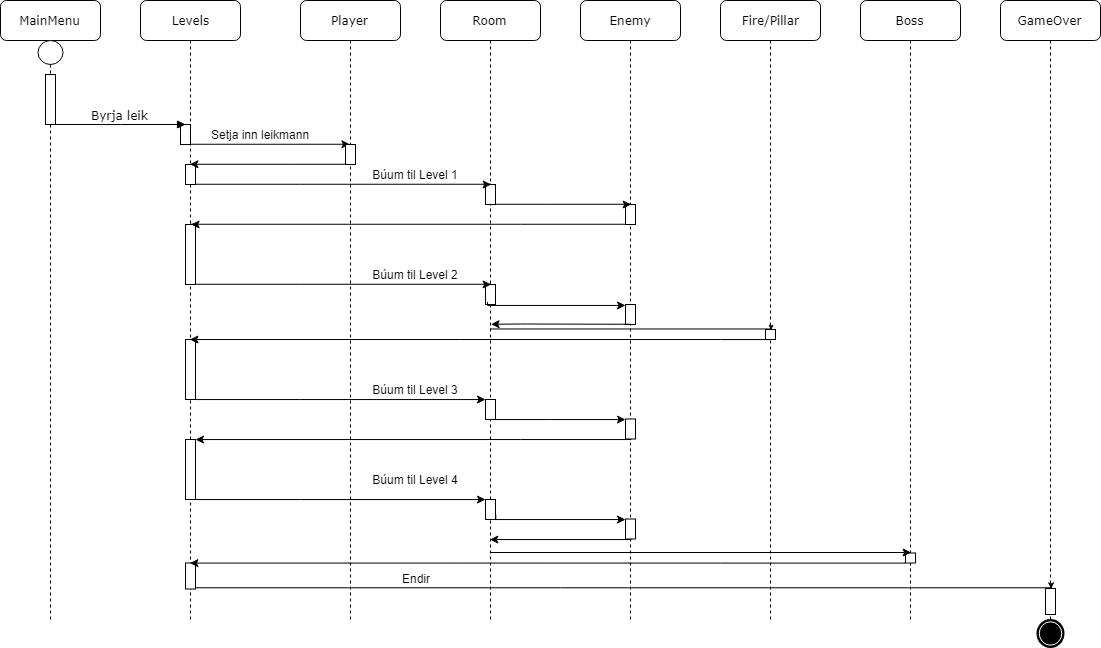 MainMenu
Levels
Player
Room
Enemy
Fire/Pillar
Boss
GameOver
Byrja leik
Setja inn leikmann
Búum til Level 1
Búum til Level 2
Búum til Level 3
Búum til Level 4
Endir